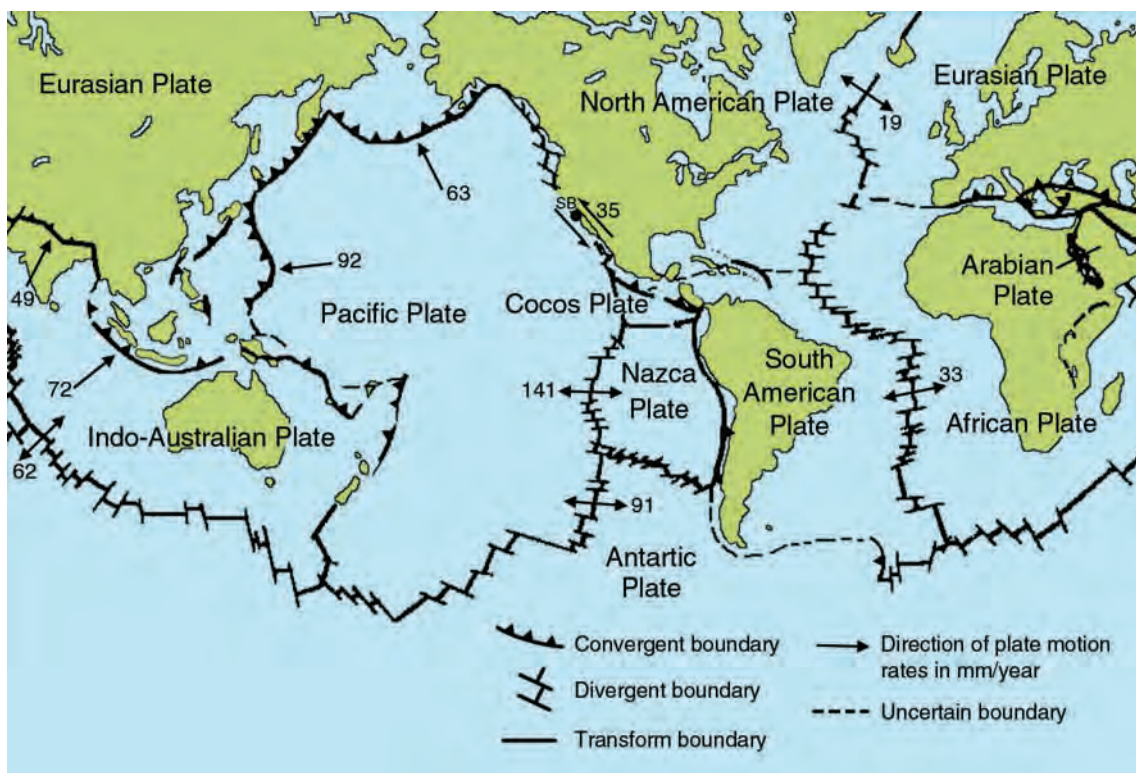 Eurasian Plate
North American Plate
Eurasian Plate
19
63
SB
35
49
92
Arabian
Plate
Pacific Plate
Cocos Plate
72
141
Nazca
Plate
South
American
Plate
33
Indo-Australian Plate
African Plate
62
91
Antartic
Plate
Convergent boundary
Divergent boundary
Transform boundary
Direction of plate motion
rates in mm/year
Uncertain boundary